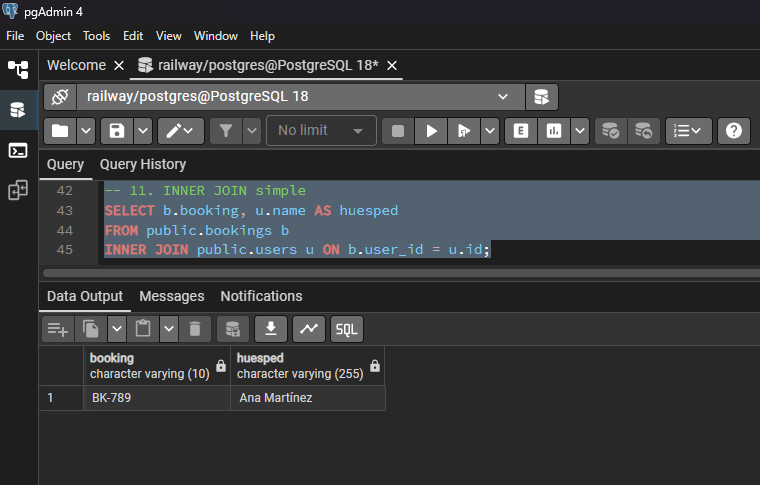 pgAdmin 4
File Object Tools Edit View Window Help
Welcome railway/postgres@PostgreSQL 18*
railway/postgres@PostgreSQL 18
No limit E
Query Query History
42 -- 11. INNER JOIN simple
43 SELECT b.booking, u.name AS huesped
44 FROM public.bookings b
45 INNER JOIN public.users u ON b.user_id = u.id;
Data Output Messages Notifications
SQL
booking huesped
character varying (10) character varying (255)
1 BK-789 Ana Martínez